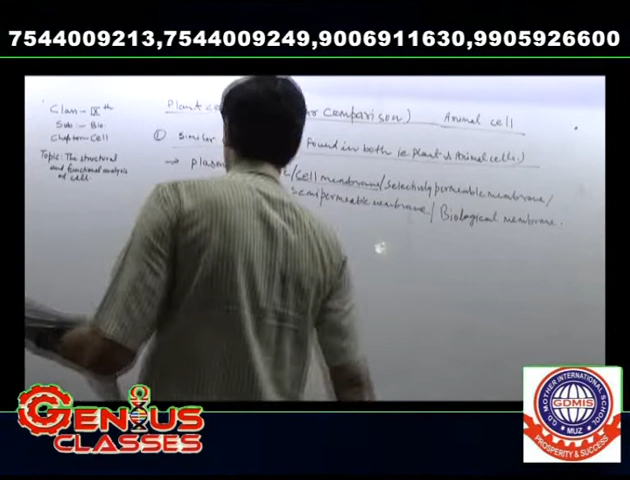 7544009213,7544009249,9006911630,9905926600
Class - IXth
Sub :- Bio
Chapter - Cell
Topic: The structural
and functional analysis
of cell.
Plant Comparison) Animal cell
① Similar Found in both i.e. Plant & Animal cells.)
→ plasm /cell membrane/selectively permeable membrane/
semipermeable membrane/ Biological membrane.
GENIUS
CLASSES
G.D. MOTHER INTERNATIONAL SCHOOL
GDMIS
MUZ
PROSPERITY & SUCCESS